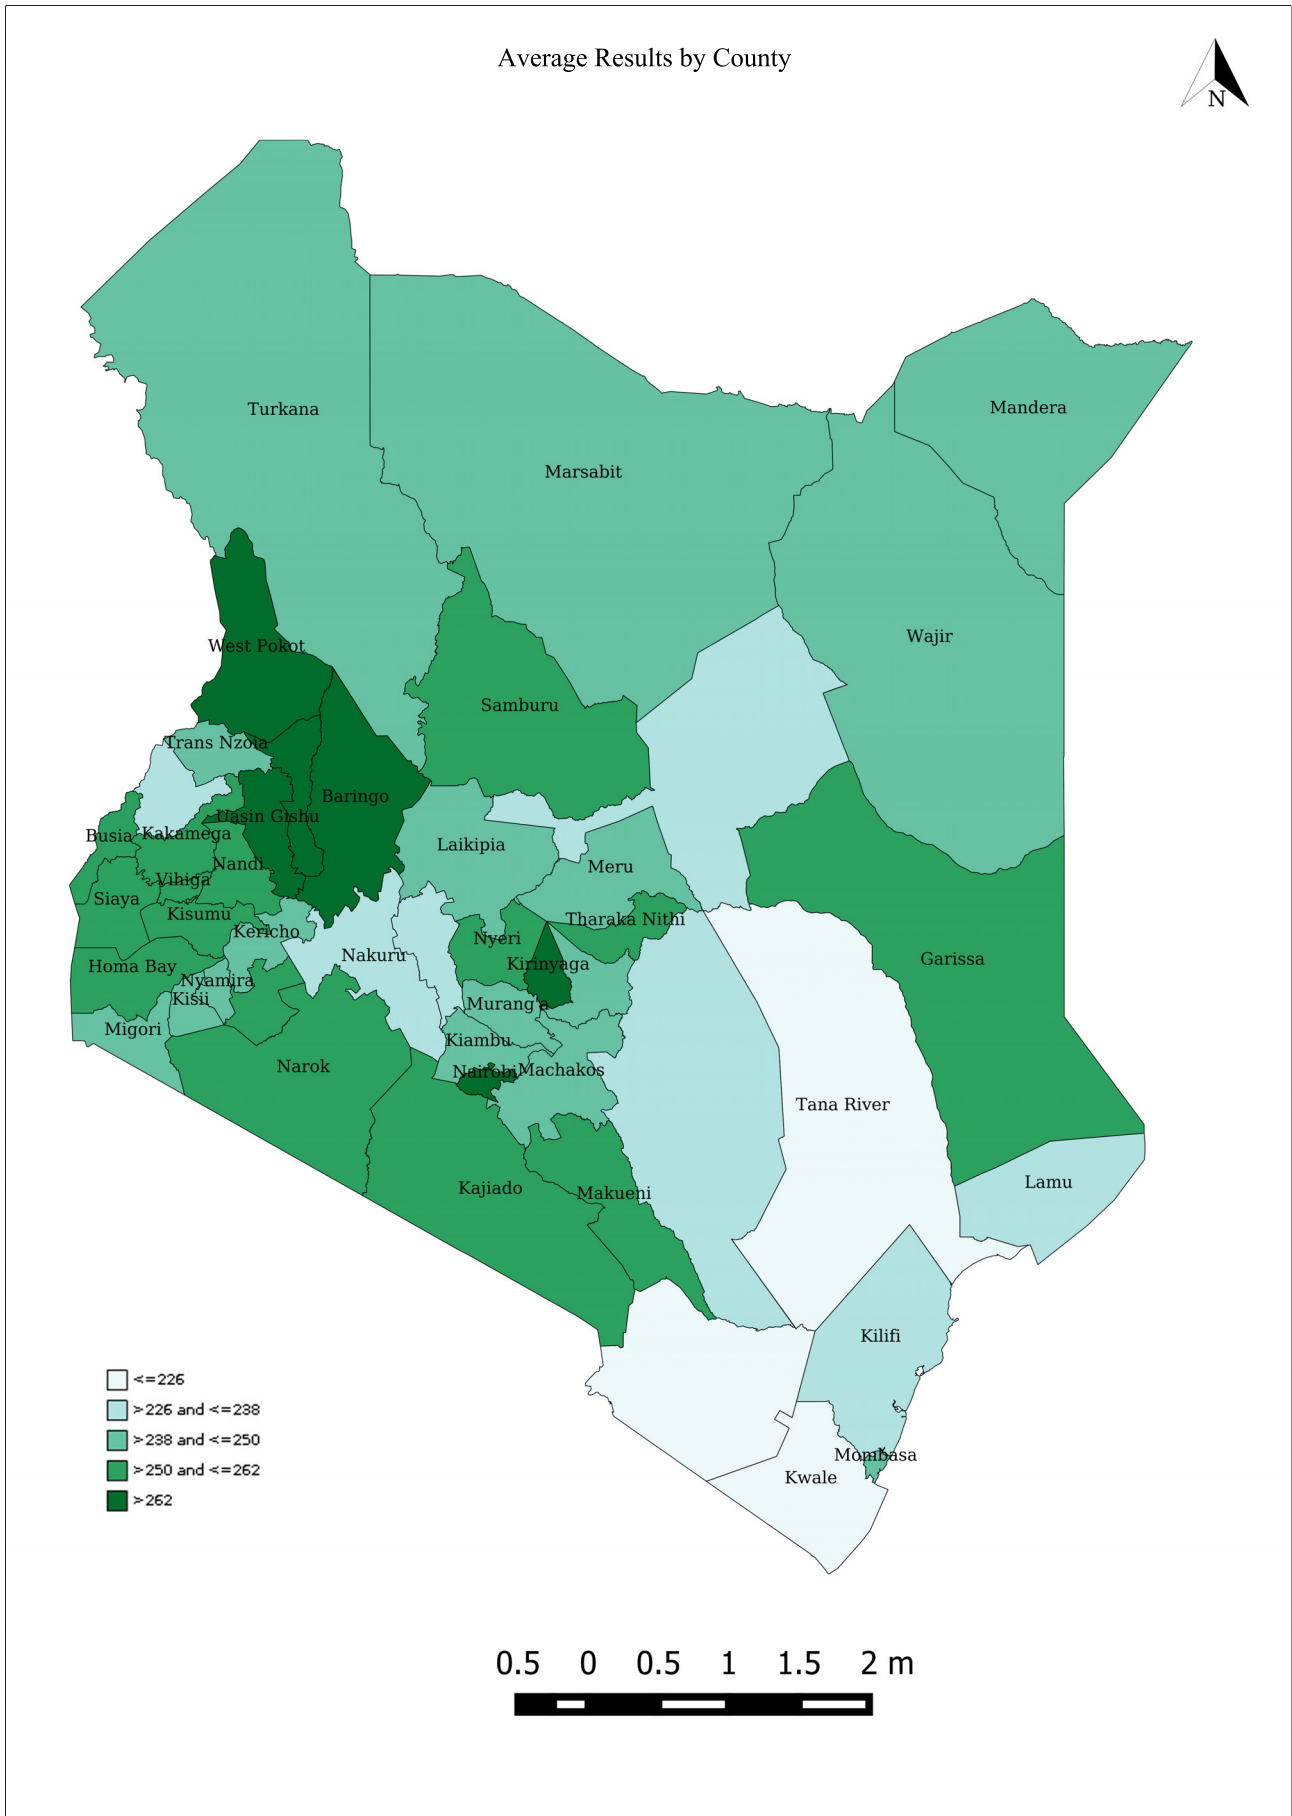 Average Results by County
N
Turkana
Mandera
Marsabit
Wajir
West Pokot
Samburu
Trans Nzoia
Baringo
Uasin Gishu
Busia
Kakamega
Laikipia
Nandi
Meru
Vihiga
Siaya
Kisumu
Tharaka Nithi
Kericho
Nyeri
Nakuru
Garissa
Kirinyaga
Homa Bay
Nyamira
Kisii
Murang'a
Migori
Kiambu
Narok
Nairobi
Machakos
Tana River
Lamu
Kajiado
Makueni
Kilifi
Mombasa
Kwale
<=226
>226 and <=238
>238 and <=250
>250 and <=262
>262
0.5 0 0.5 1 1.5 2 m